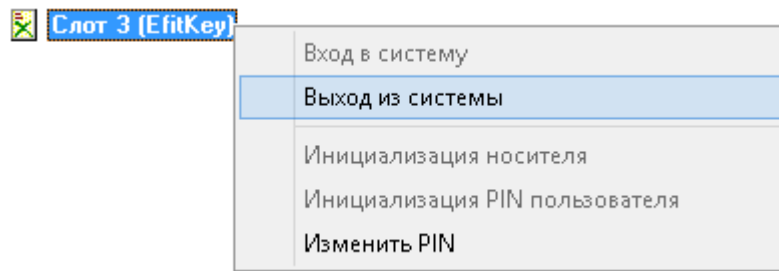 Слот 3 (EfitKey)
Вход в систему
Выход из системы
Инициализация носителя
Инициализация PIN пользователя
Изменить PIN